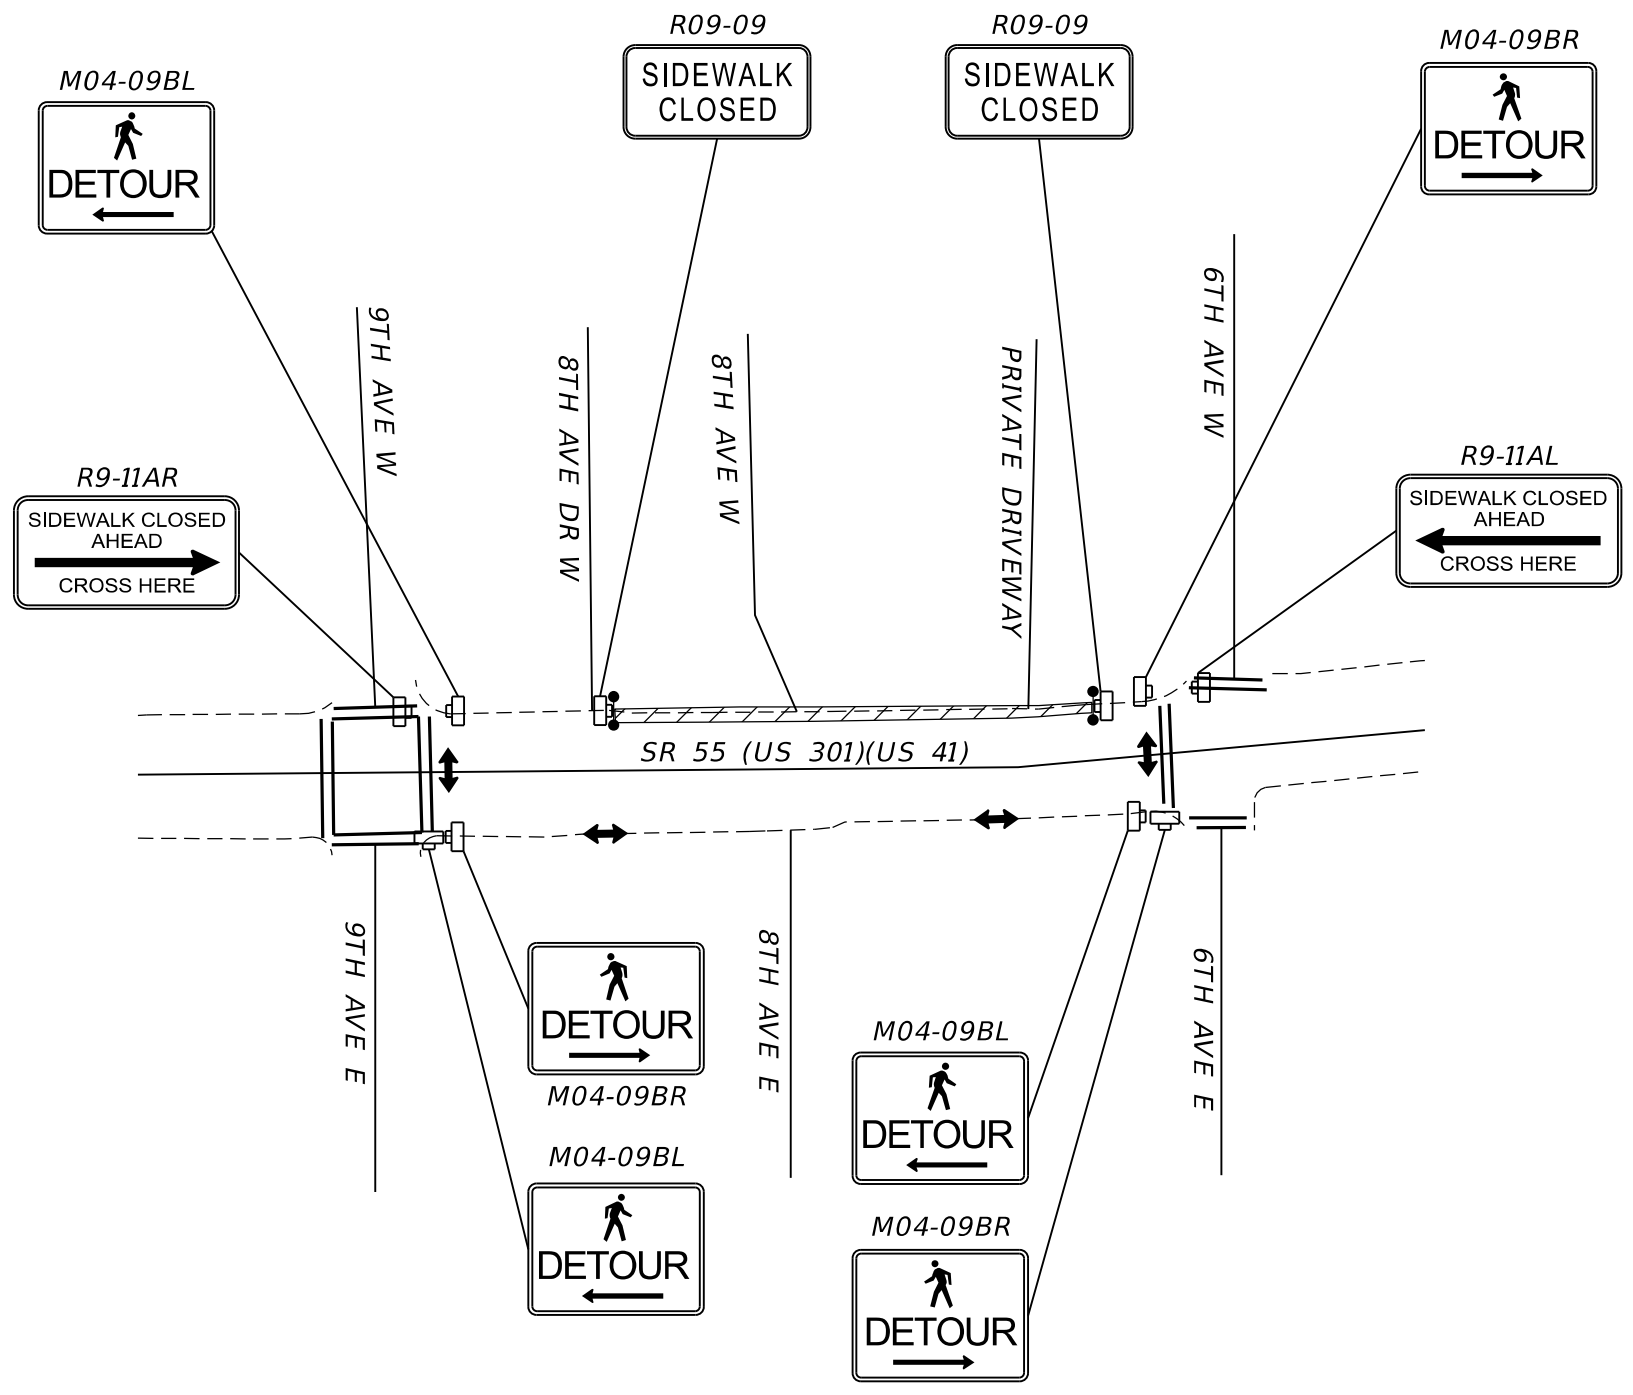 R09-09
R09-09
SIDEWALK
CLOSED
SIDEWALK
CLOSED
M04-09BL
DETOUR
M04-09BR
DETOUR
9TH AVE W
8TH AVE DR W
8TH AVE W
PRIVATE DRIVEWAY
6TH AVE W
R9-11AR
SIDEWALK CLOSED
AHEAD
CROSS HERE
R9-11AL
SIDEWALK CLOSED
AHEAD
CROSS HERE
SR 55 (US 301)(US 41)
9TH AVE E
8TH AVE E
6TH AVE E
DETOUR
M04-09BR
M04-09BL
DETOUR
M04-09BL
DETOUR
M04-09BR
DETOUR